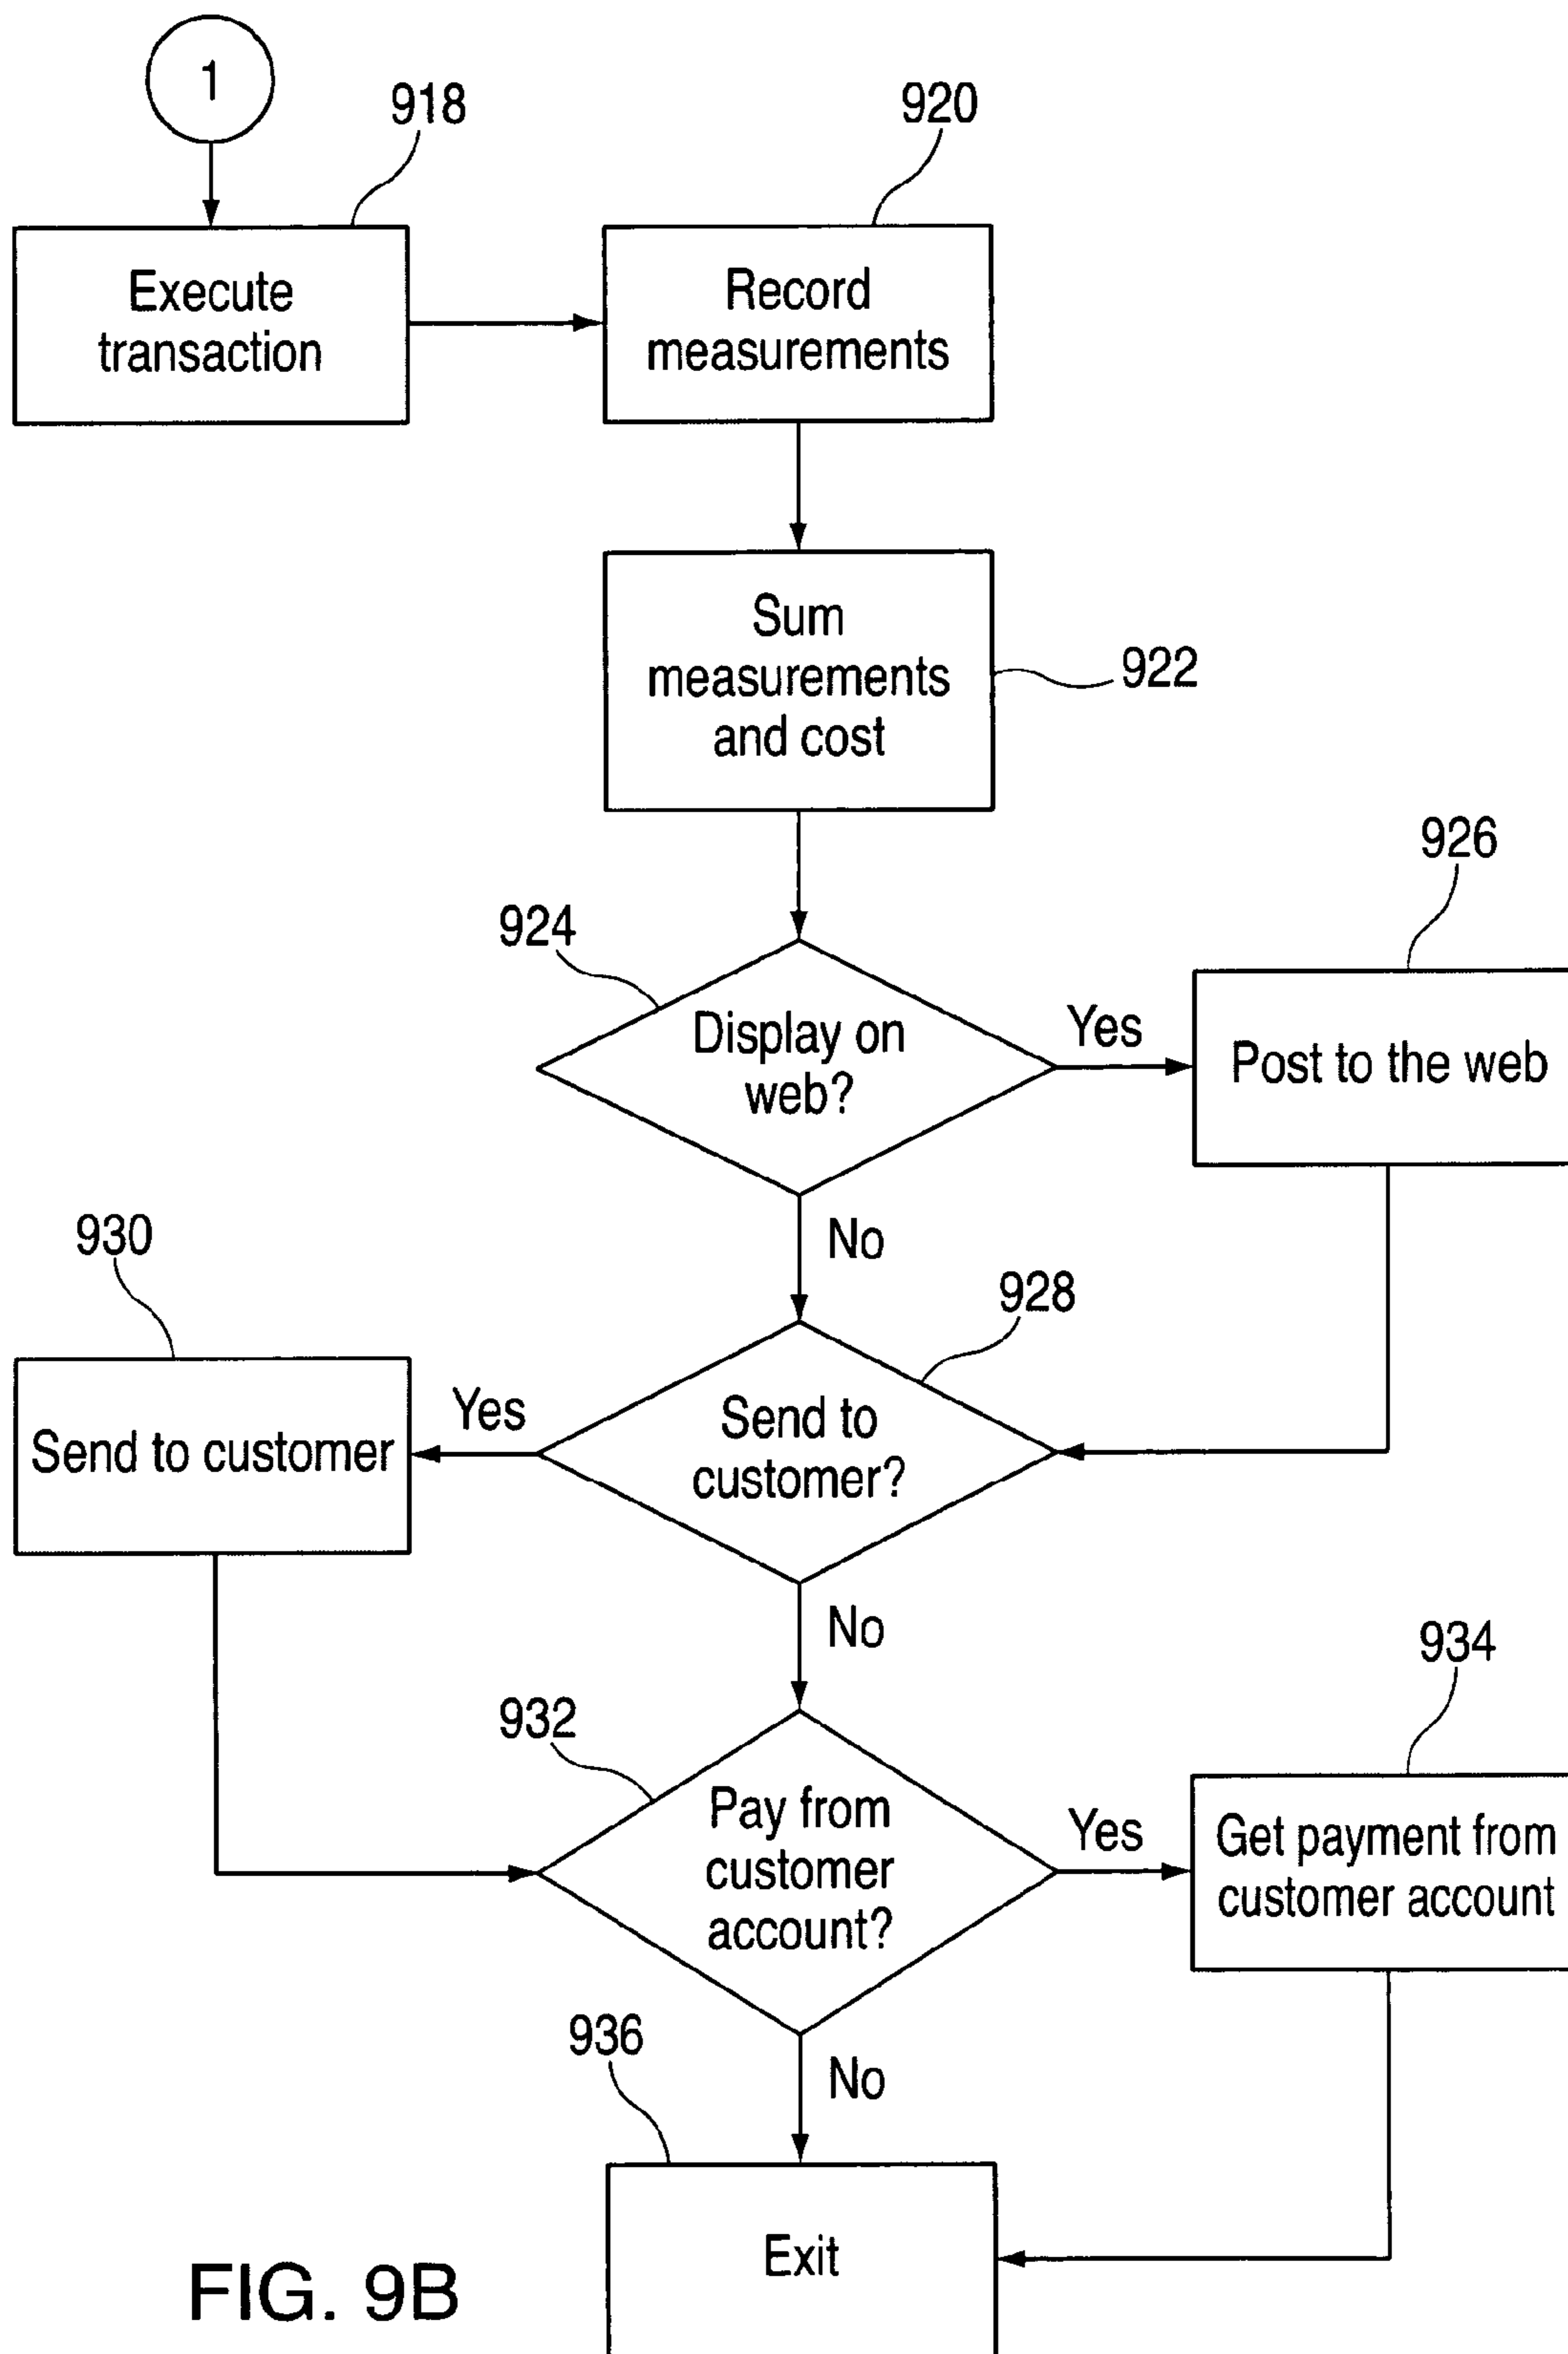 1
918
920
Execute
transaction
Record
measurements
Sum
measurements
and cost
922
926
924
Display on
web?
Yes
Post to the web
No
930
928
Send to customer
Yes
Send to
customer?
No
934
932
Pay from
customer
account?
Yes
Get payment from
customer account
936
No
Exit
FIG. 9B